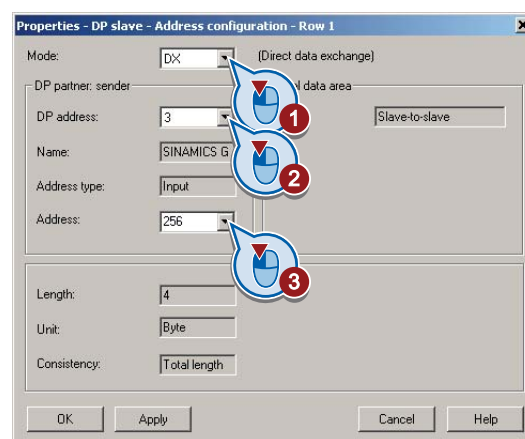 Properties - DP slave - Address configuration - Row 1
Mode: DX (Direct data exchange)
DP partner: sender data area
DP address: 3 Slave-to-slave
1
Name: SINAMICS G
2
Address type: Input
Address: 256
3
Length: 4
Unit: Byte
Consistency: Total length
OK Apply Cancel Help